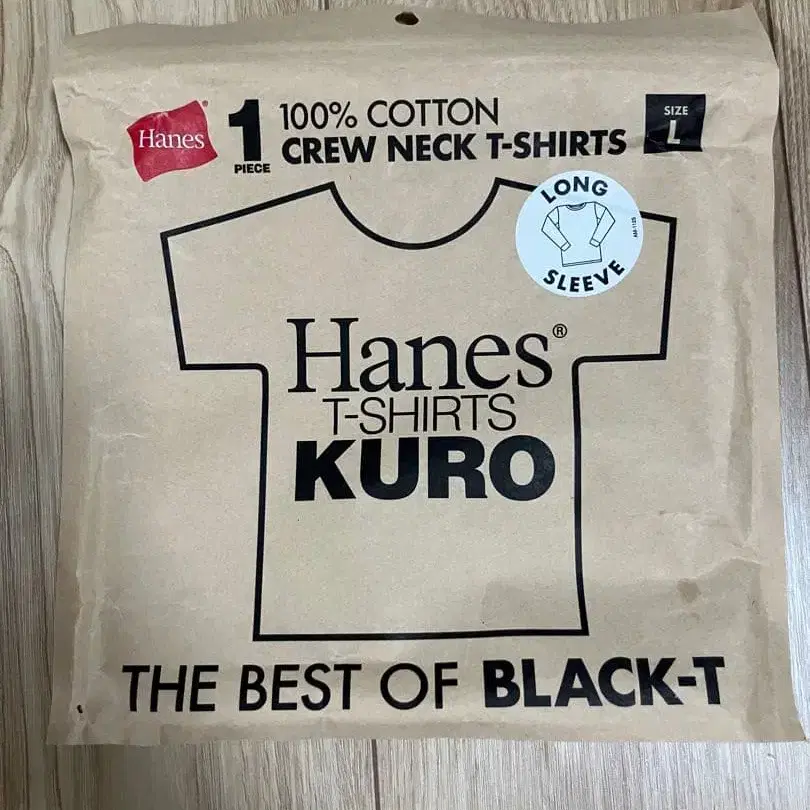 Hanes®
1
PIECE
100% COTTON
CREW NECK T-SHIRTS
SIZE
L
LONG
SLEEVE
Hanes®
T-SHIRTS
KURO
THE BEST OF BLACK-T